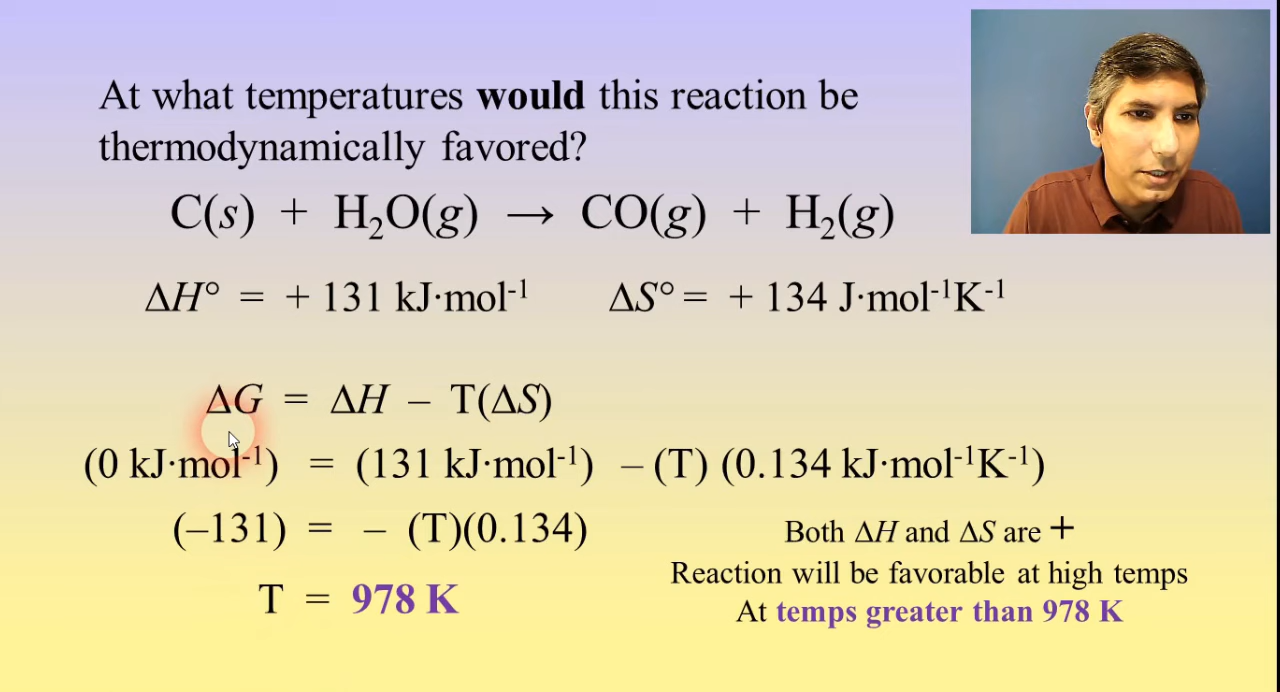 At what temperatures would this reaction be
thermodynamically favored?
C(s) + H₂O(g) → CO(g) + H₂(g)
ΔH° = + 131 kJ·mol⁻¹ ΔS° = + 134 J·mol⁻¹K⁻¹
ΔG = ΔH – T(ΔS)
(0 kJ·mol⁻¹) = (131 kJ·mol⁻¹) – (T) (0.134 kJ·mol⁻¹K⁻¹)
(–131) = – (T)(0.134)
T = 978 K
Both ΔH and ΔS are +
Reaction will be favorable at high temps
At temps greater than 978 K